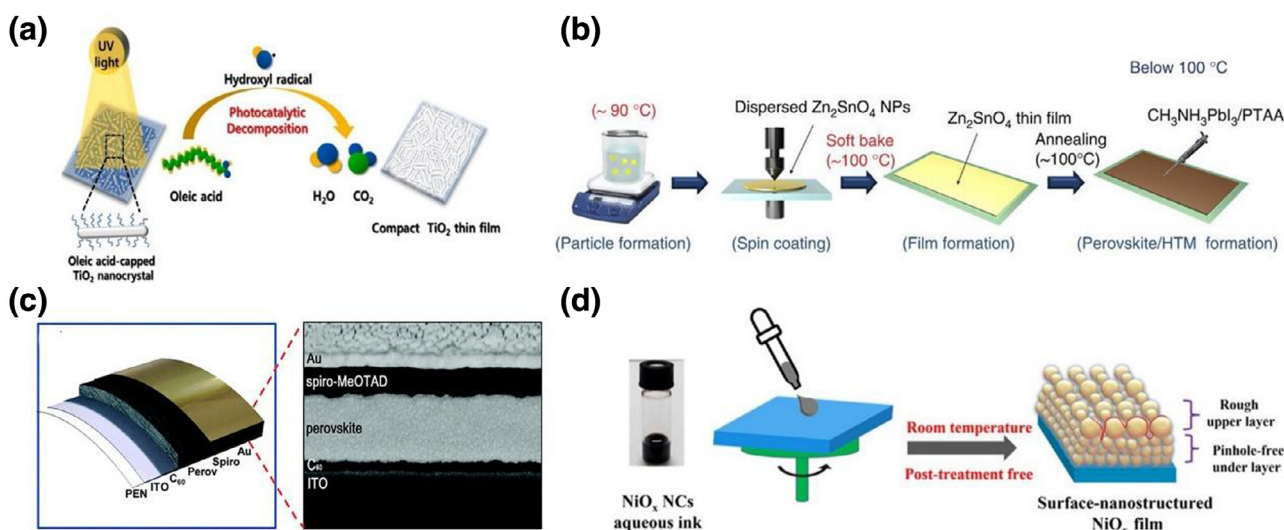 (a)
UV
light
Hydroxyl radical
Photocatalytic
Decomposition
Oleic acid
H₂O
CO₂
Compact TiO₂ thin film
Oleic acid-capped
TiO₂ nanocrystal
(b)
Below 100 °C
(~ 90 °C)
Dispersed Zn₂SnO₄ NPs
Soft bake
(~100 °C)
Zn₂SnO₄ thin film
Annealing
(~100°C)
CH₃NH₃PbI₃/PTAA
(Particle formation)
(Spin coating)
(Film formation)
(Perovskite/HTM formation)
(c)
PEN
ITO
C₆₀
Perov
Spiro
Au
Au
spiro-MeOTAD
perovskite
C₆₀
ITO
(d)
NiOₓ NCs
aqueous ink
Room temperature
Post-treatment free
Rough
upper layer
Pinhole-free
under layer
Surface-nanostructured
NiOₓ film